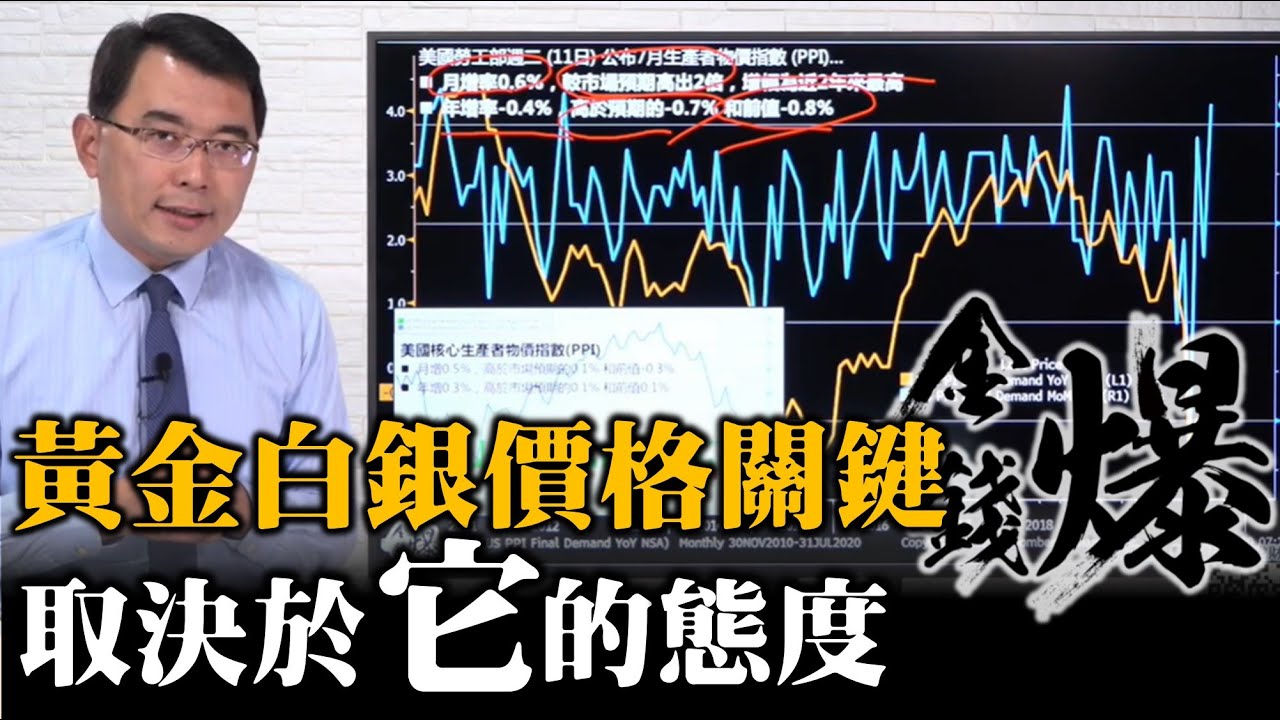 美國勞工部週二 (11日) 公布7月生產者物價指數 (PPI)...
■ 月增率0.6%，較市場預期高出2倍，增幅為近2年來最高
■ 年增率-0.4% 高於預期的-0.7% 和前值-0.8%
4.0
3.0
2.0
1.0
美國核心生產者物價指數(PPI)
■ 月增0.5%，高於市場預期的0.1% 和前值-0.3%
■ 年增0.3%，高於市場預期的0.1% 和前值0.1%
Demand YoY (L1)
Demand MoM (R1)
黃金白銀價格關鍵
金錢爆
2018
US PPI Final Demand YoY NSA) Monthly 30NOV2010-31JUL2020
取決於它的態度